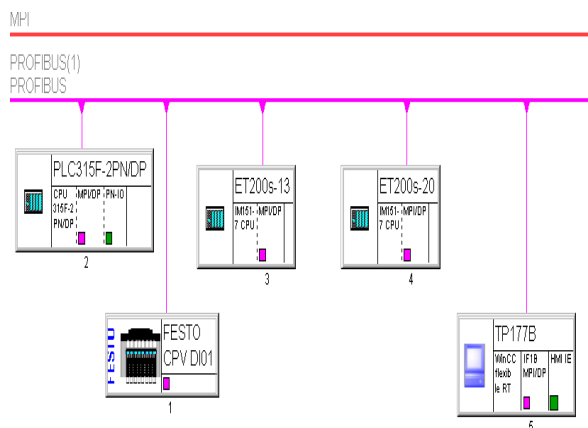 MPI
PROFIBUS(1)
PROFIBUS
PLC315F-2PN/DP
CPU
315F-2
PN/DP
MPI/DP
PN-IO
2
ET200s-13
IM151-
7 CPU
MPI/DP
3
ET200s-20
IM151-
7 CPU
MPI/DP
4
FESTO
FESTO
CPV DI01
1
TP177B
WinCC
flexib
le RT
IF1B
MPI/DP
HMI IE
5